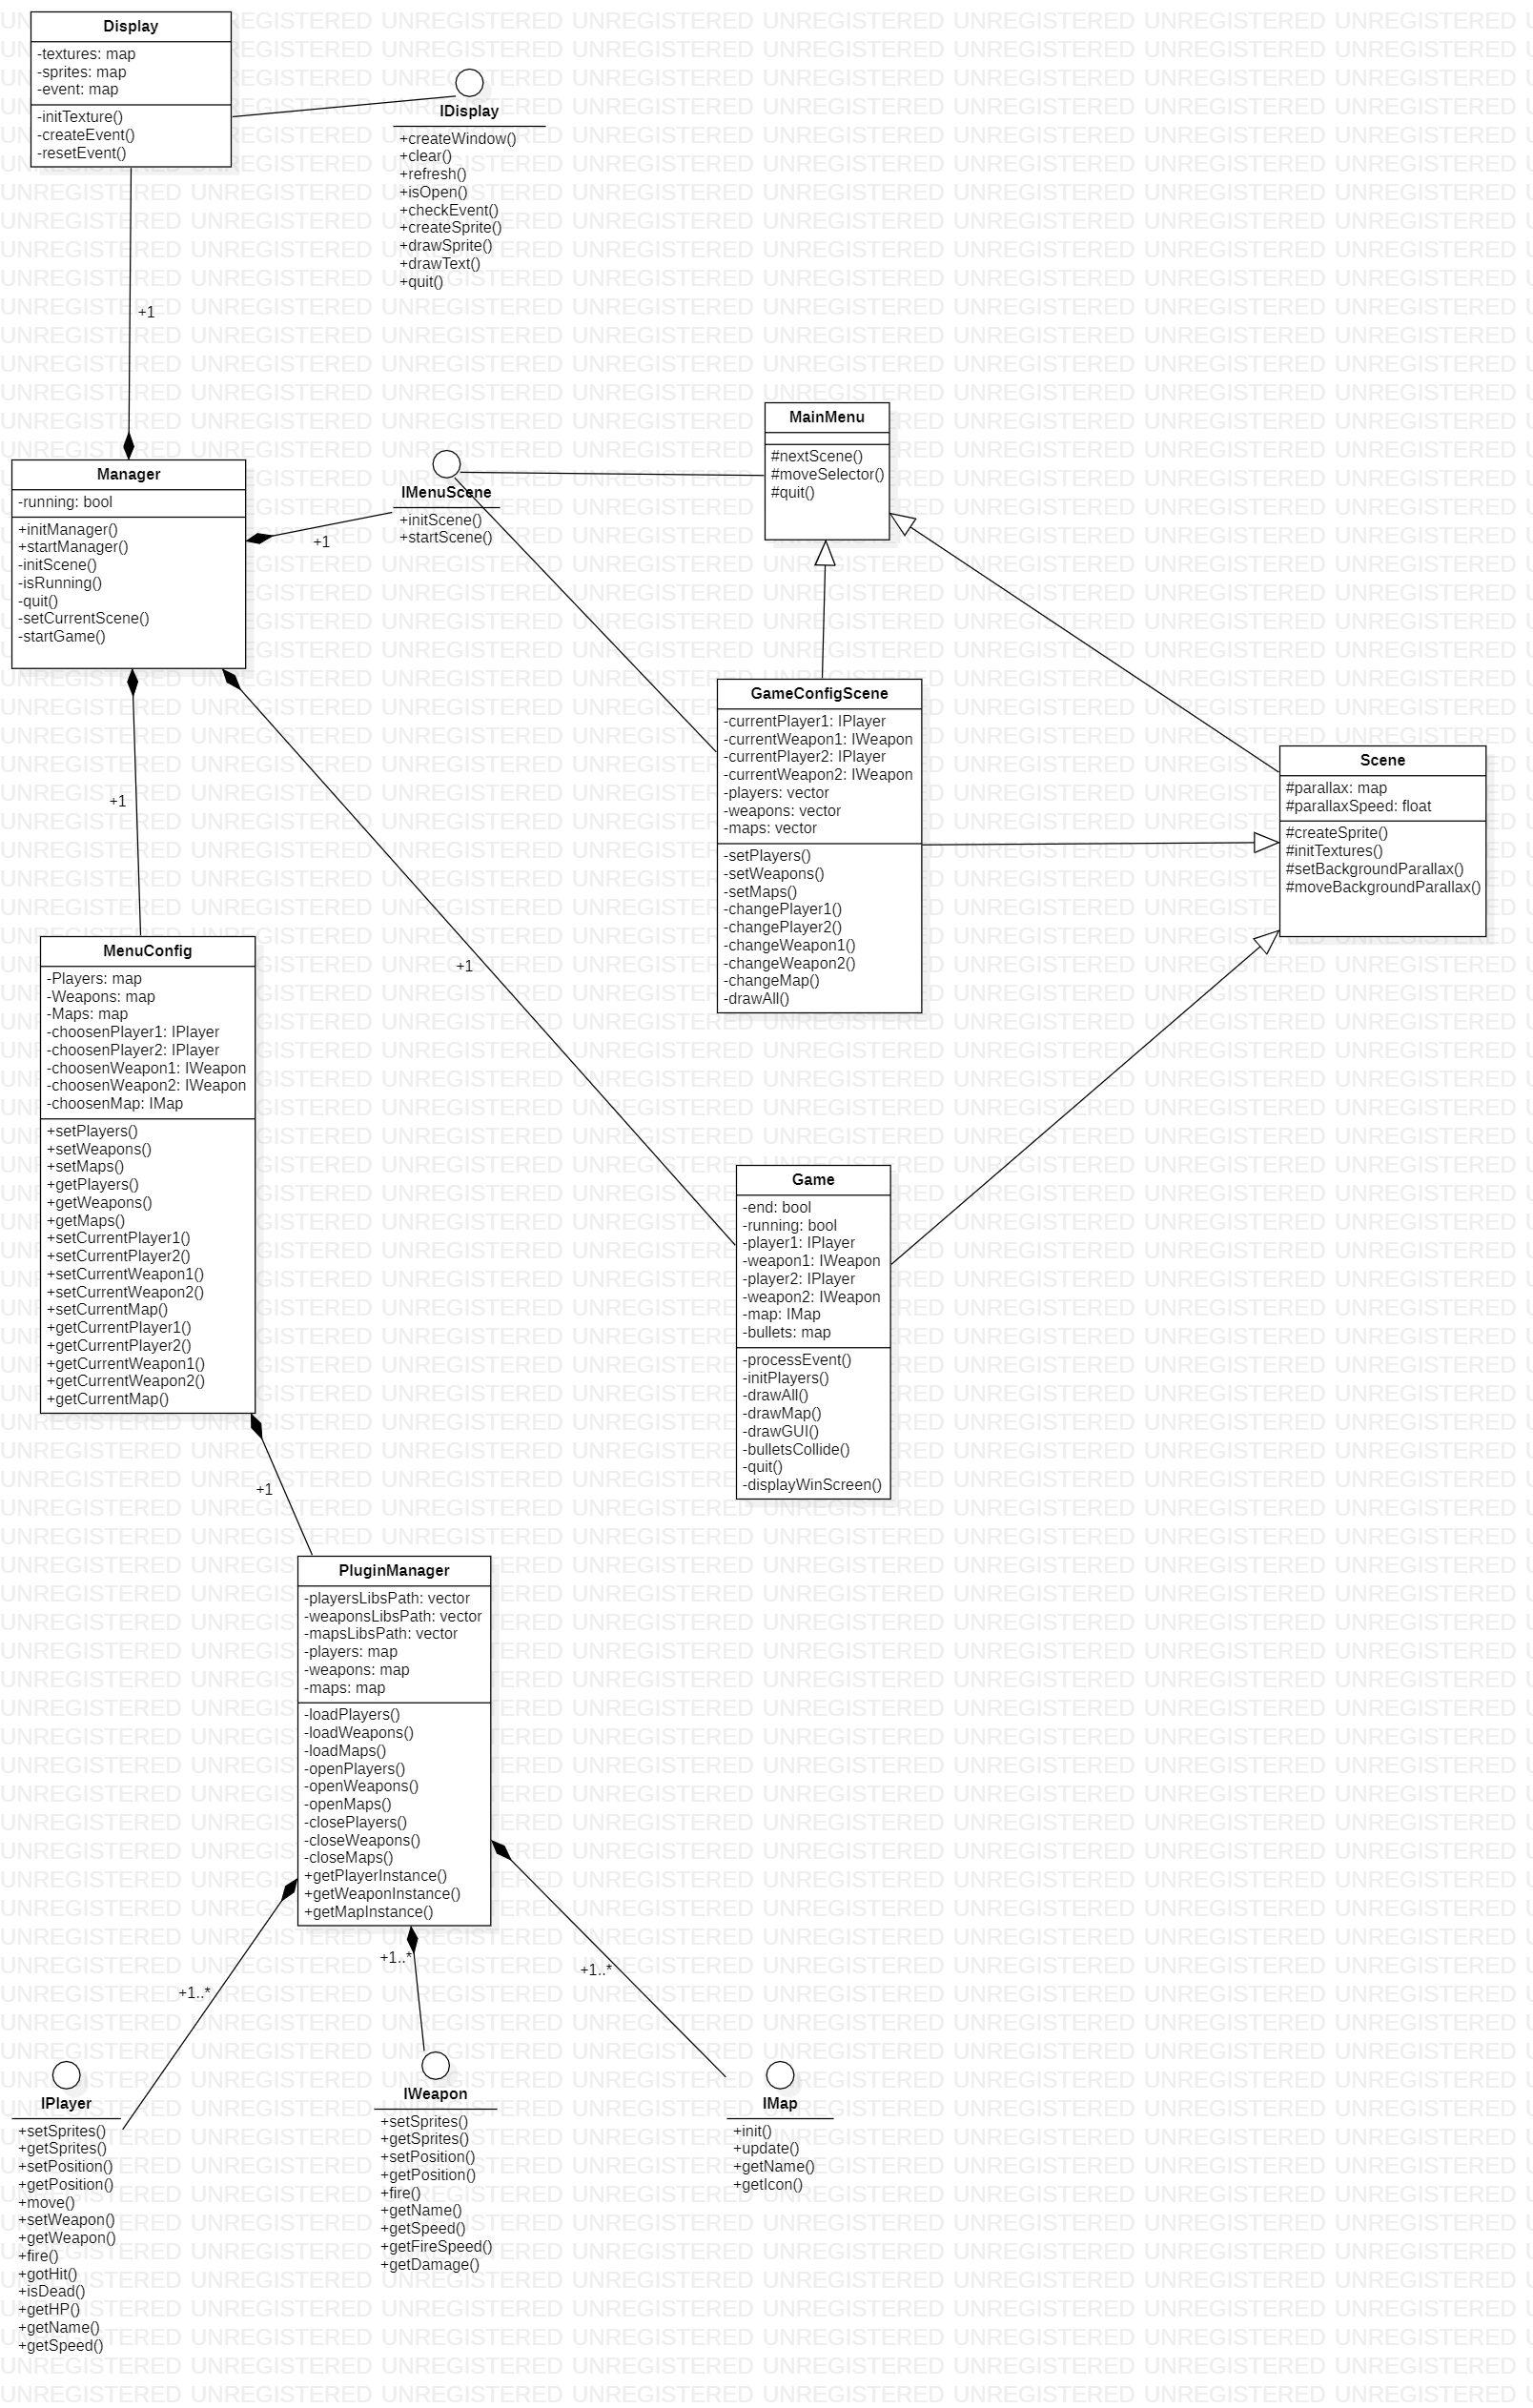 Display
-textures: map
-sprites: map
-event: map
-initTexture()
-createEvent()
-resetEvent()
IDisplay
+createWindow()
+clear()
+refresh()
+isOpen()
+checkEvent()
+createSprite()
+drawSprite()
+drawText()
+quit()
+1
Manager
-running: bool
+initManager()
+startManager()
-initScene()
-isRunning()
-quit()
-setCurrentScene()
-startGame()
+1
IMenuScene
+initScene()
+startScene()
MainMenu
#nextScene()
#moveSelector()
#quit()
GameConfigScene
-currentPlayer1: IPlayer
-currentWeapon1: IWeapon
-currentPlayer2: IPlayer
-currentWeapon2: IWeapon
-players: vector
-weapons: vector
-maps: vector
-setPlayers()
-setWeapons()
-setMaps()
-changePlayer1()
-changePlayer2()
-changeWeapon1()
-changeWeapon2()
-changeMap()
-drawAll()
Scene
#parallax: map
#parallaxSpeed: float
#createSprite()
#initTextures()
#setBackgroundParallax()
#moveBackgroundParallax()
+1
+1
MenuConfig
-Players: map
-Weapons: map
-Maps: map
-choosenPlayer1: IPlayer
-choosenPlayer2: IPlayer
-choosenWeapon1: IWeapon
-choosenWeapon2: IWeapon
-choosenMap: IMap
+setPlayers()
+setWeapons()
+setMaps()
+getPlayers()
+getWeapons()
+getMaps()
+setCurrentPlayer1()
+setCurrentPlayer2()
+setCurrentWeapon1()
+setCurrentWeapon2()
+setCurrentMap()
+getCurrentPlayer1()
+getCurrentPlayer2()
+getCurrentWeapon1()
+getCurrentWeapon2()
+getCurrentMap()
Game
-end: bool
-running: bool
-player1: IPlayer
-weapon1: IWeapon
-player2: IPlayer
-weapon2: IWeapon
-map: IMap
-bullets: map
-processEvent()
-initPlayers()
-drawAll()
-drawMap()
-drawGUI()
-bulletsCollide()
-quit()
-displayWinScreen()
+1
PluginManager
-playersLibsPath: vector
-weaponsLibsPath: vector
-mapsLibsPath: vector
-players: map
-weapons: map
-maps: map
-loadPlayers()
-loadWeapons()
-loadMaps()
-openPlayers()
-openWeapons()
-openMaps()
-closePlayers()
-closeWeapons()
-closeMaps()
+getPlayerInstance()
+getWeaponInstance()
+getMapInstance()
+1..*
+1..*
+1..*
IPlayer
+setSprites()
+getSprites()
+setPosition()
+getPosition()
+move()
+setWeapon()
+getWeapon()
+fire()
+gotHit()
+isDead()
+getHP()
+getName()
+getSpeed()
IWeapon
+setSprites()
+getSprites()
+setPosition()
+getPosition()
+fire()
+getName()
+getSpeed()
+getFireSpeed()
+getDamage()
IMap
+init()
+update()
+getName()
+getIcon()
UNREGISTERED